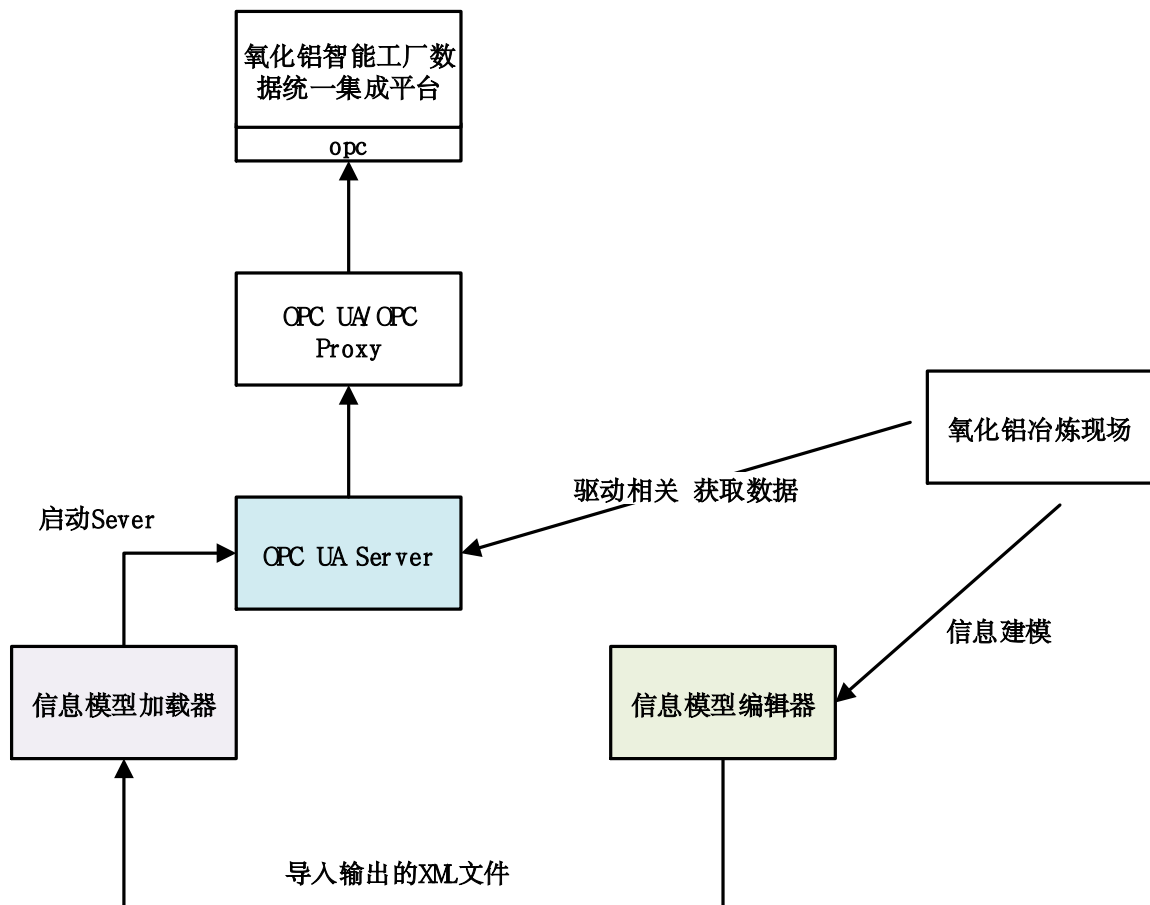 氧化铝智能工厂数
据统一集成平台
opc
OPC UA/OPC
Proxy
氧化铝冶炼现场
驱动相关 获取数据
启动Sever
OPC UA Server
信息建模
信息模型加载器
信息模型编辑器
导入输出的XML文件